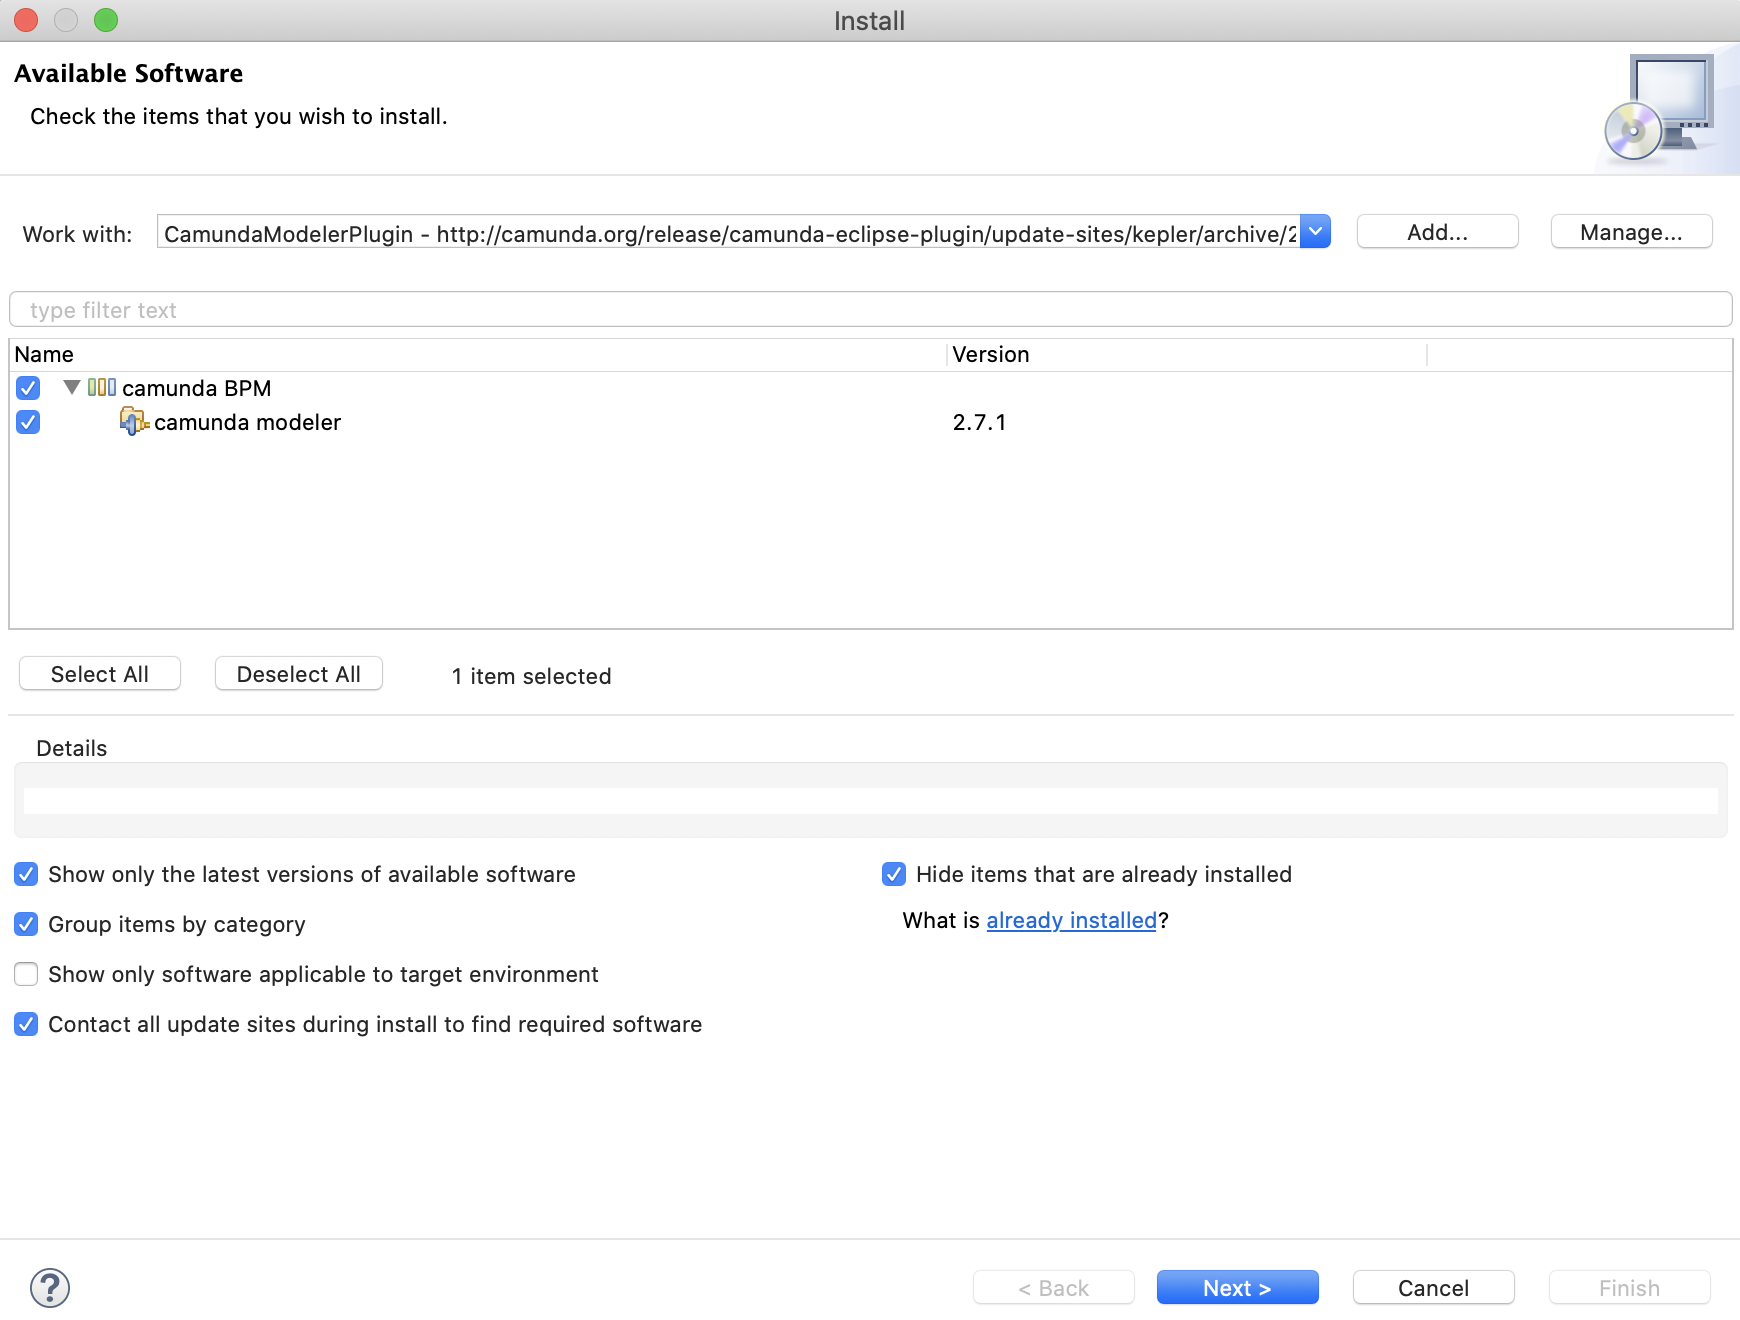 Install
Available Software
Check the items that you wish to install.
Work with: CamundaModelerPlugin - http://camunda.org/release/camunda-eclipse-plugin/update-sites/kepler/archive/2 Add... Manage...
type filter text
Name Version
camunda BPM
camunda modeler 2.7.1
Select All Deselect All 1 item selected
Details
Show only the latest versions of available software Hide items that are already installed
Group items by category What is already installed?
Show only software applicable to target environment
Contact all update sites during install to find required software
? < Back Next > Cancel Finish